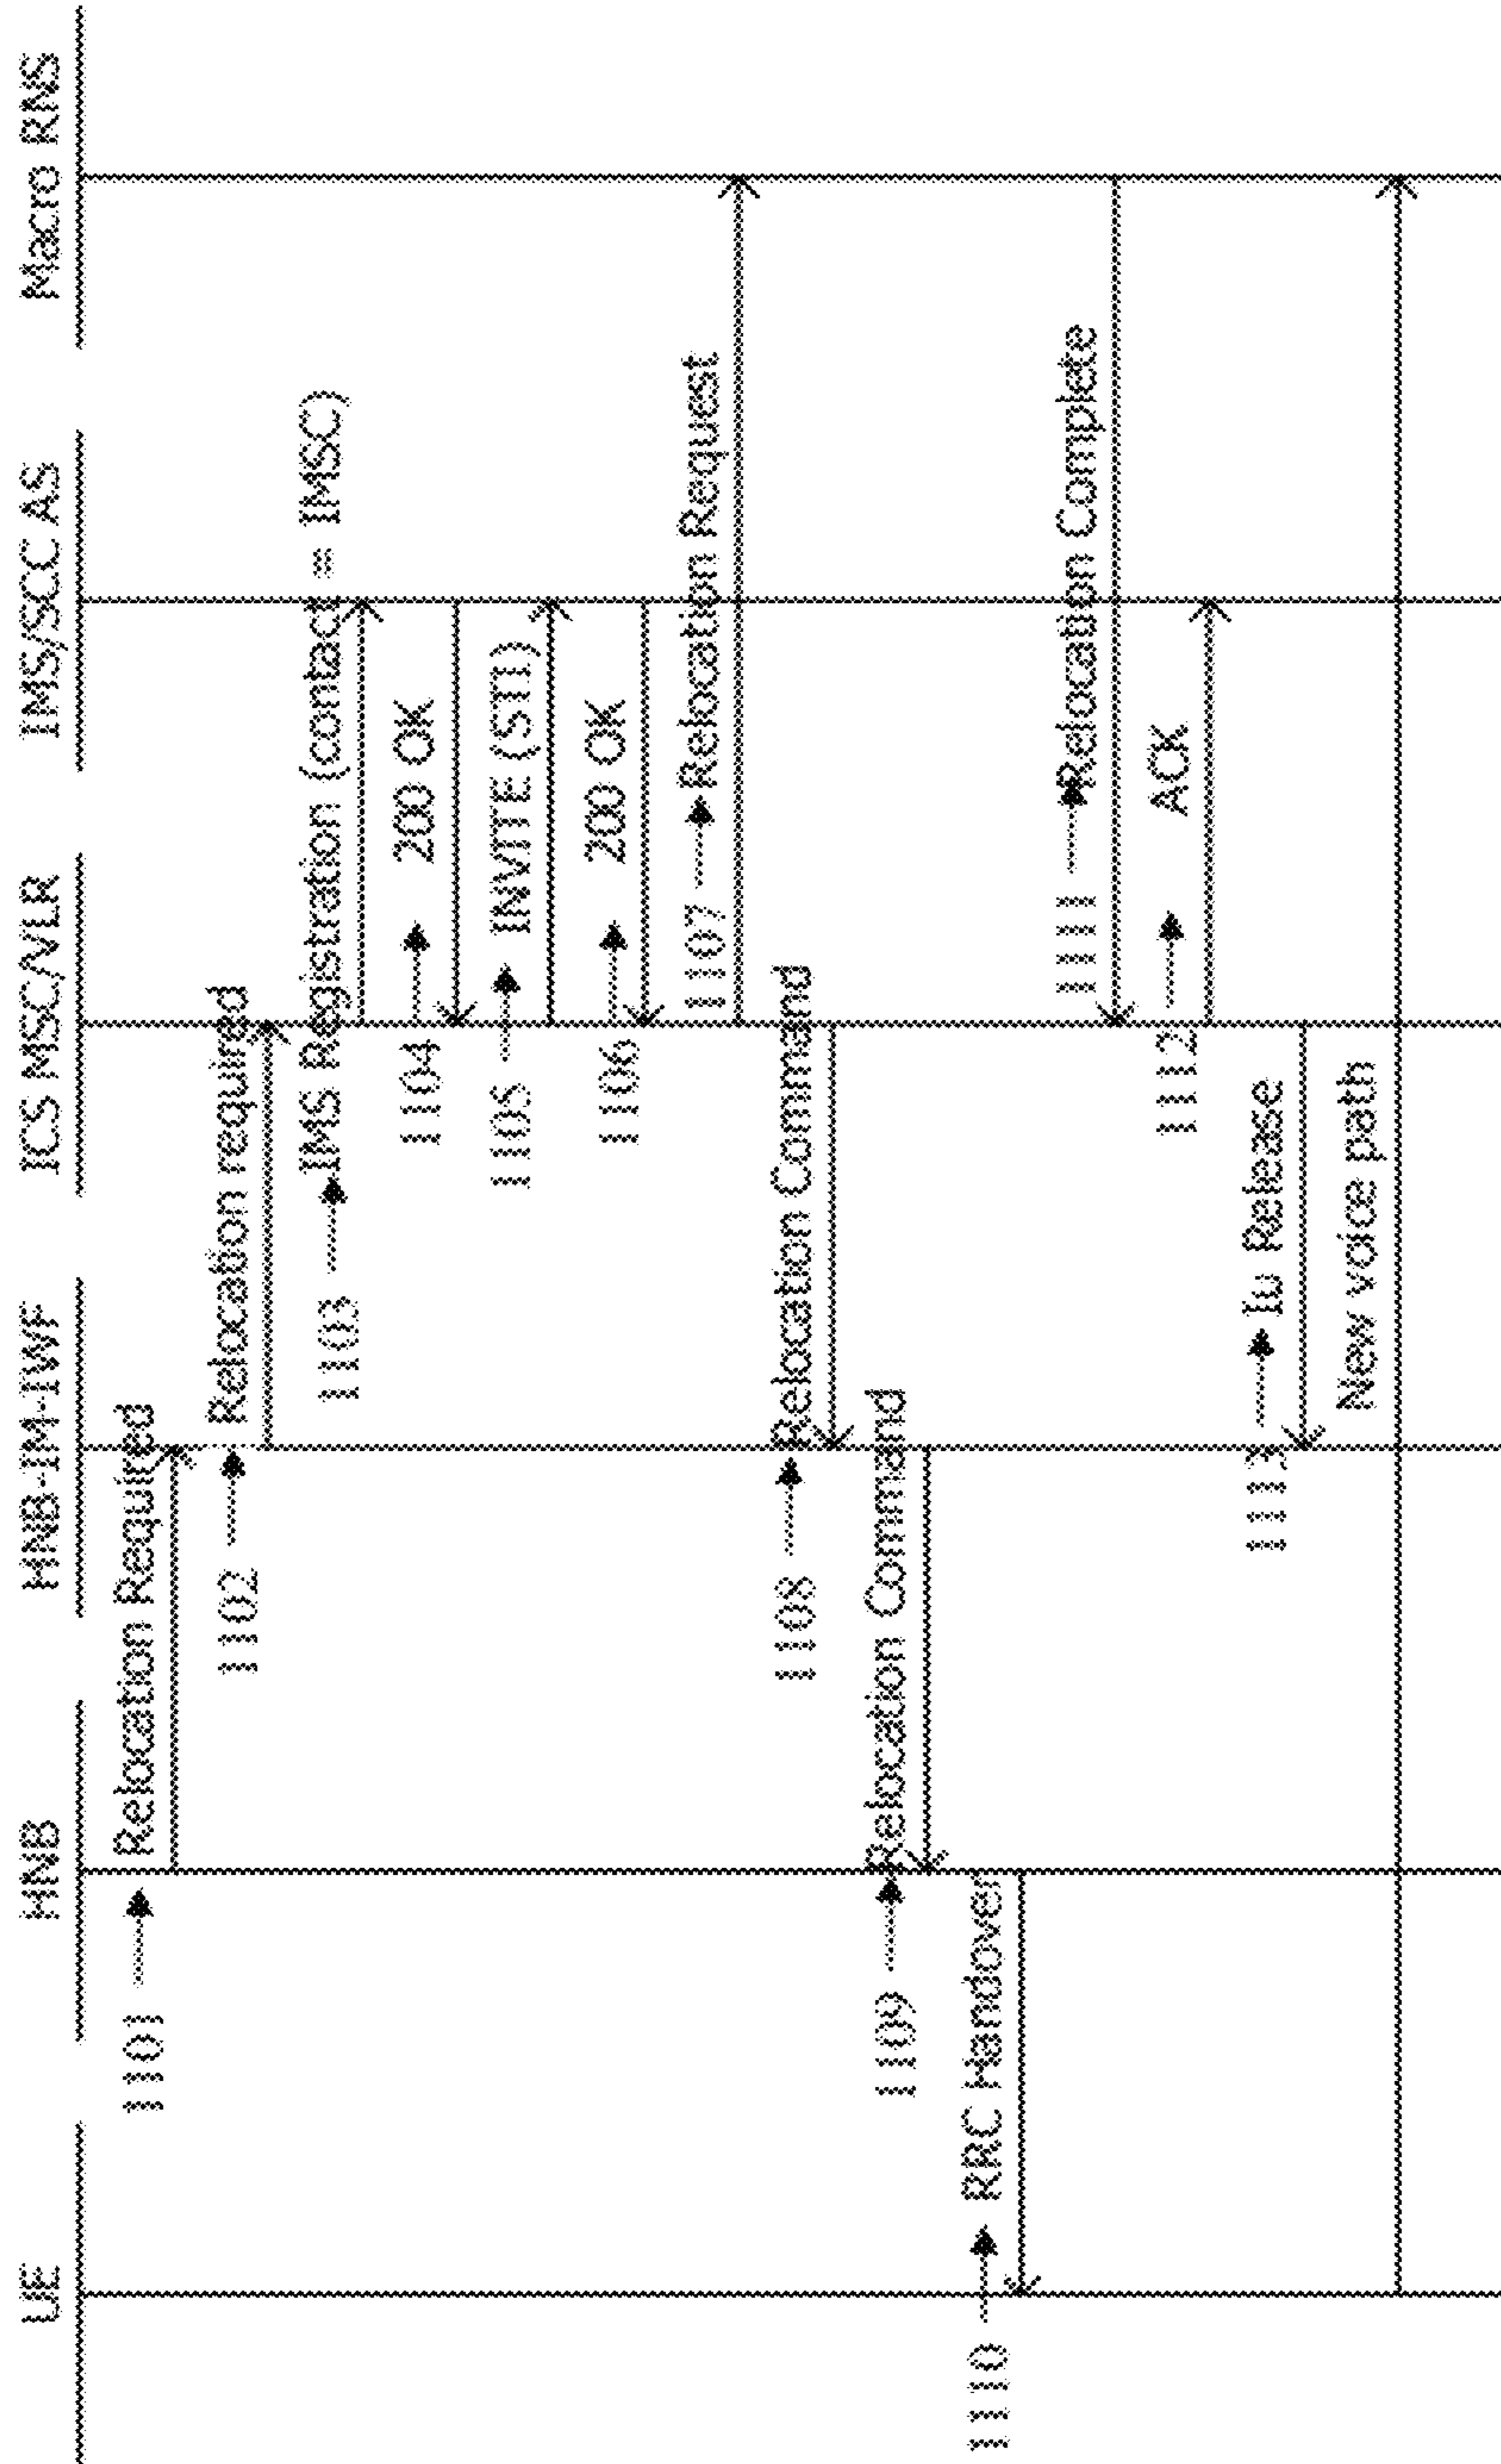 UE
HNB
HNB-IM-IWF
ICS MSC/VLR
IMS/SCC AS
Macro RNS
1101 Relocation Required
1102 Relocation required
1103 IMS Registration (contact = IMSC)
1104 200 OK
1105 INVITE (STI)
1106 200 OK
1107 Relocation Request
1108 Relocation Command
1109 Relocation Command
1110 RRC Handover
1111 Relocation Complete
1112 ACK
1113 Iu Release
New voice path